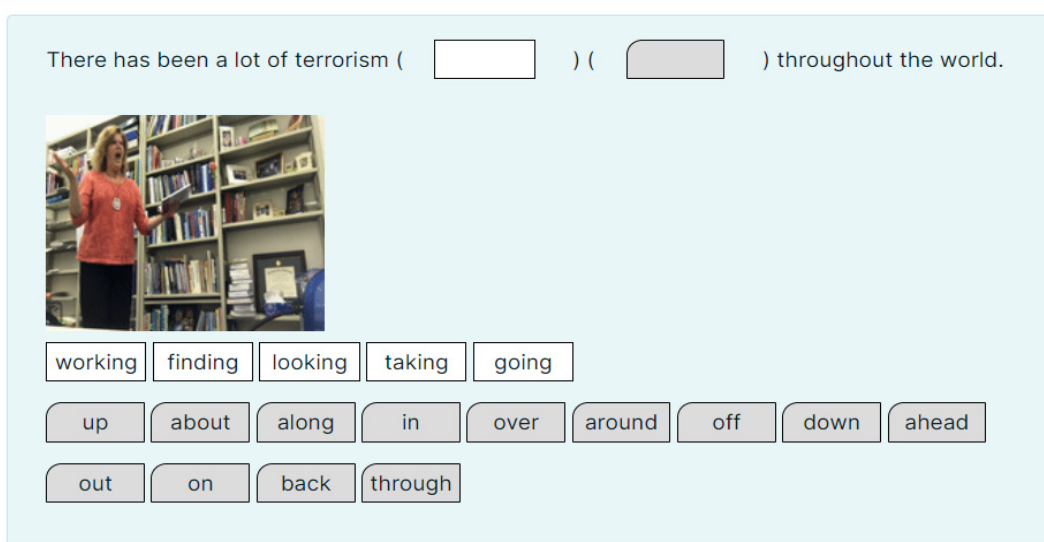 There has been a lot of terrorism ( ) ( ) throughout the world.
working finding looking taking going
up about along in over around off down ahead
out on back through